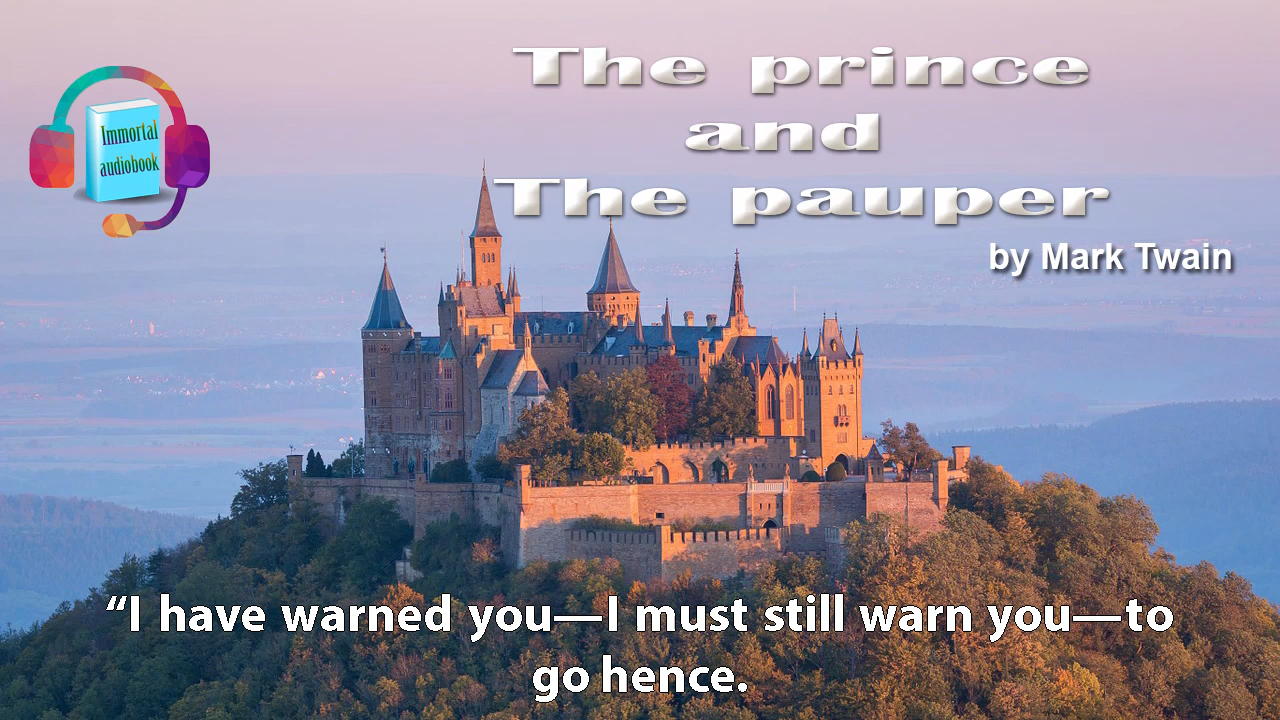 Immortal
audiobook
The prince
and
The pauper
by Mark Twain
“I have warned you—I must still warn you—to
go hence.